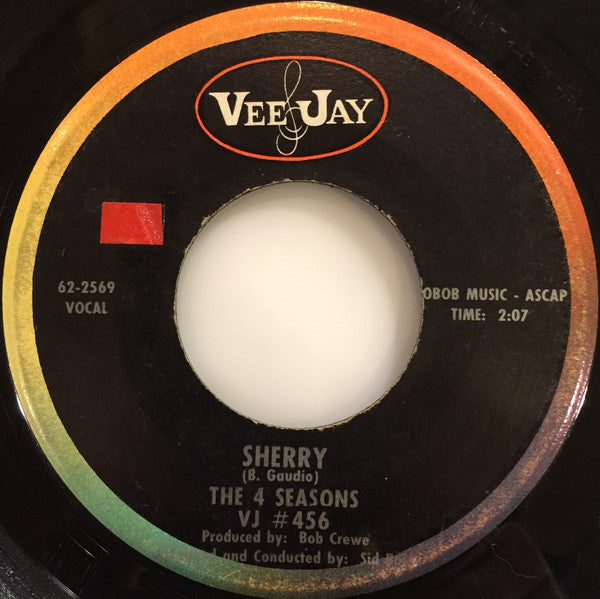 VEE JAY
62-2569
VOCAL
OBOB MUSIC - ASCAP
TIME: 2:07
SHERRY
(B. Gaudio)
THE 4 SEASONS
VJ #456
Produced by: Bob Crewe
and Conducted by: Sid